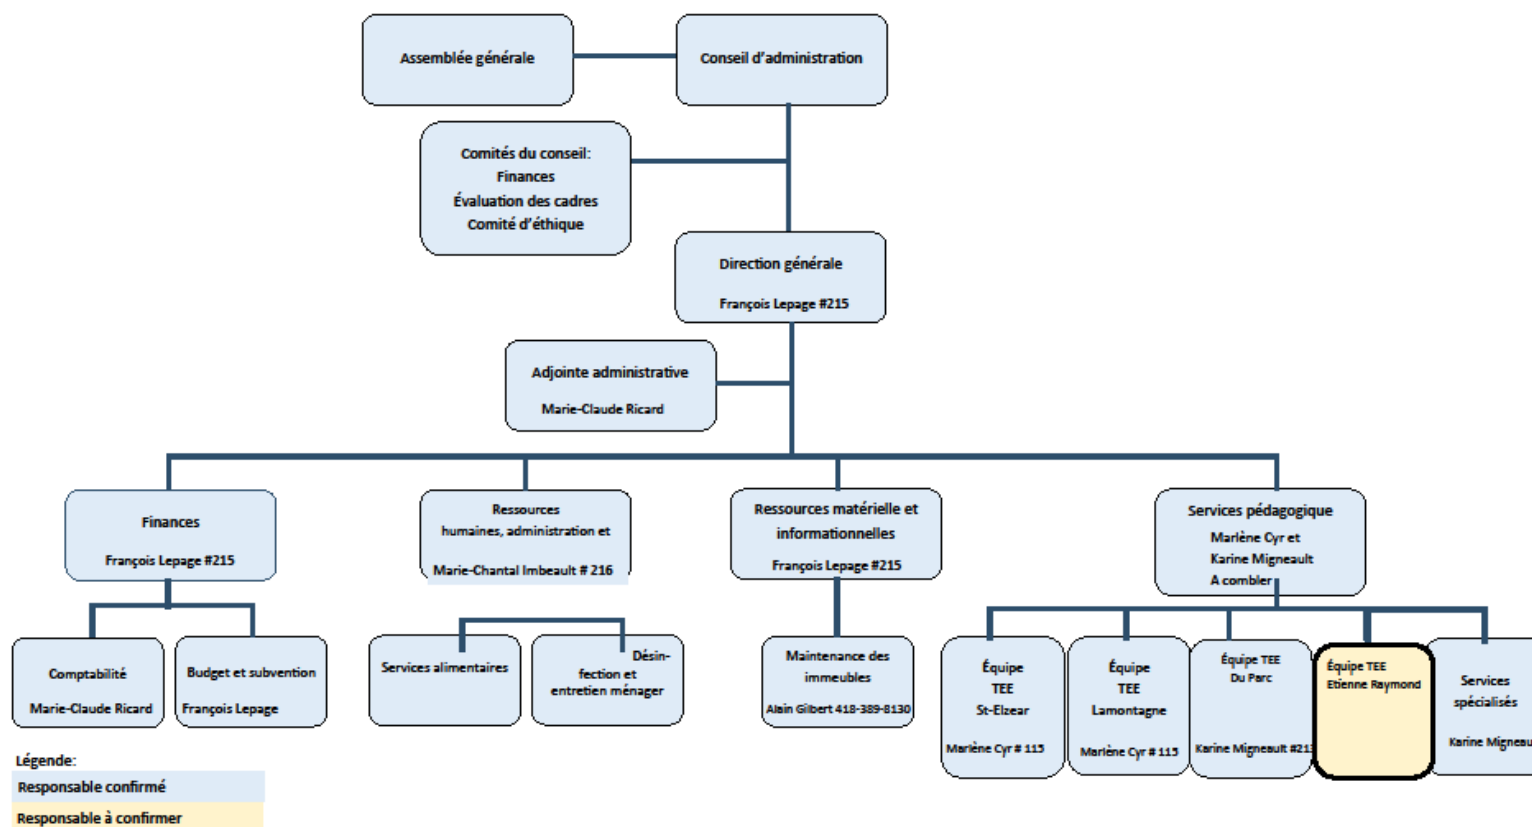 Assemblée générale
Conseil d'administration
Comités du conseil:
Finances
Évaluation des cadres
Comité d'éthique
Direction générale
François Lepage #215
Adjointe administrative
Marie-Claude Ricard
Finances
François Lepage #215
Ressources
humaines, administration et
Marie-Chantal Imbeault # 216
Ressources matérielle et
informationnelles
François Lepage #215
Services pédagogique
Marlène Cyr et
Karine Migneault
A combler
Comptabilité
Marie-Claude Ricard
Budget et subvention
François Lepage
Services alimentaires
Désin-
fection et
entretien ménager
Maintenance des
immeubles
Alain Gilbert 418-389-8130
Équipe
TEE
St-Elzear
Marlène Cyr # 115
Équipe
TEE
Lamontagne
Marlène Cyr # 115
Équipe TEE
Du Parc
Karine Migneault #213
Équipe TEE
Etienne Raymond
Services
spécialisés
Karine Migneau
Légende:
Responsable confirmé
Responsable à confirmer